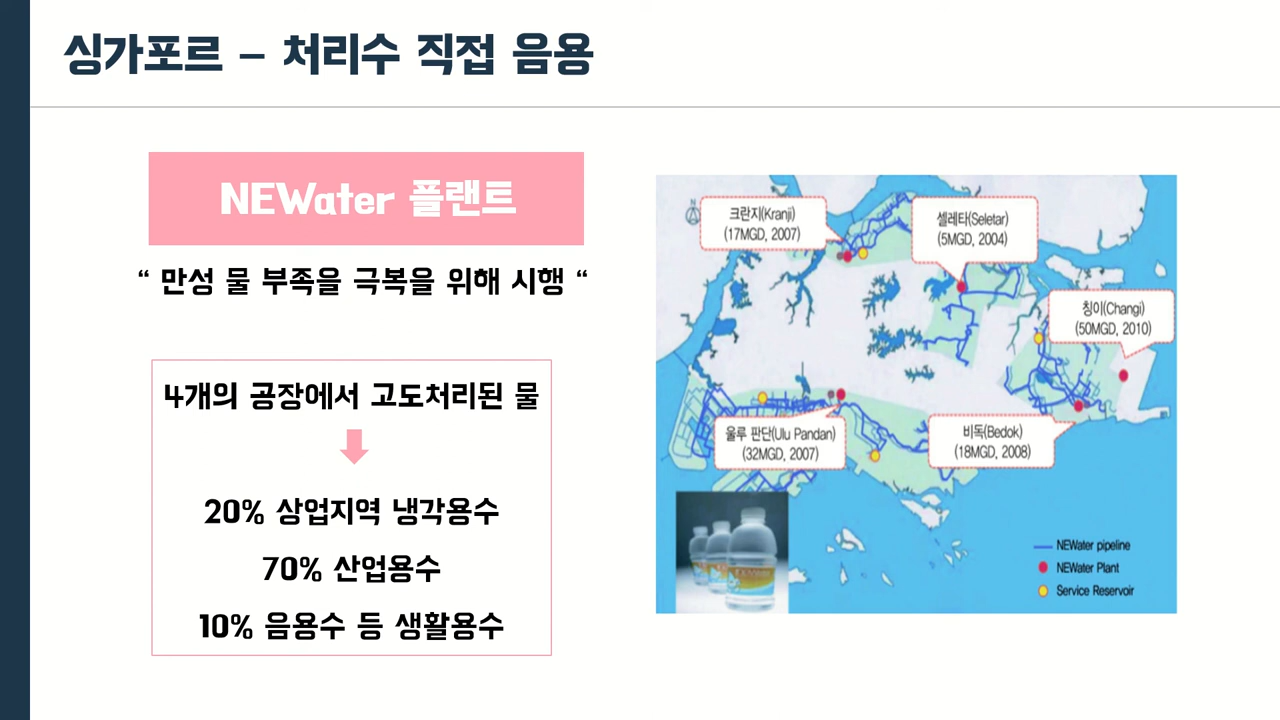 싱가포르 – 처리수 직접 음용
NEWater 플랜트
“ 만성 물 부족을 극복을 위해 시행 “
4개의 공장에서 고도처리된 물
20% 상업지역 냉각용수
70% 산업용수
10% 음용수 등 생활용수
N
크란지(Kranji)
(17MGD, 2007)
셀레타(Seletar)
(5MGD, 2004)
칭이(Changi)
(50MGD, 2010)
울루 판단(Ulu Pandan)
(32MGD, 2007)
비독(Bedok)
(18MGD, 2008)
NEWater pipeline
NEWater Plant
Service Reservoir